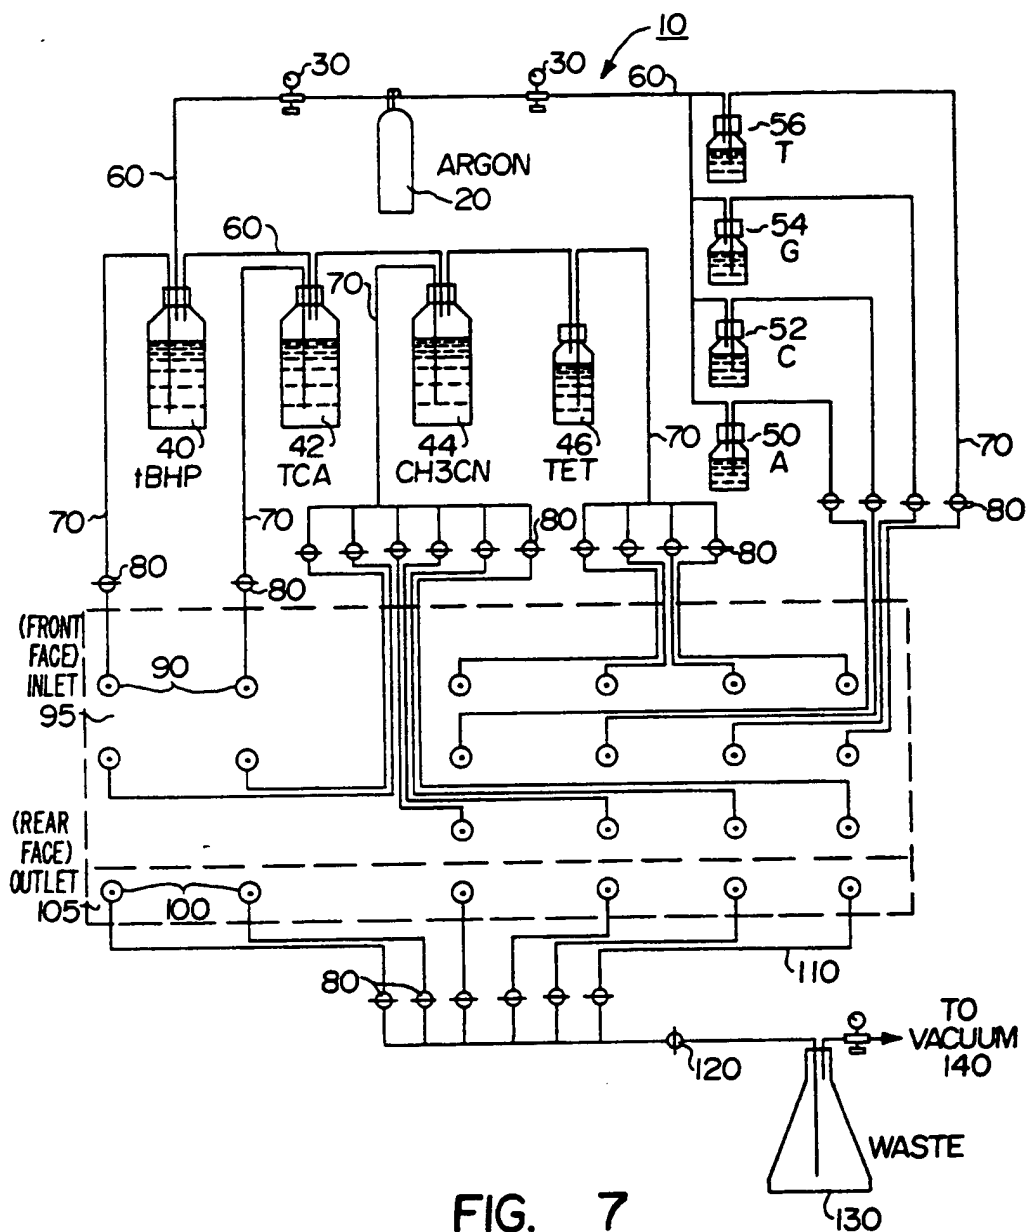 10
30
30
60
56
T
ARGON
20
60
54
G
60
70
52
C
40
tBHP
42
TCA
44
CH3CN
46
TET
70
50
A
70
70
70
80
80
80
80
80
(FRONT
FACE)
INLET
90
95
(REAR
FACE)
OUTLET
105
100
80
110
TO
VACUUM
140
120
WASTE
130
FIG. 7